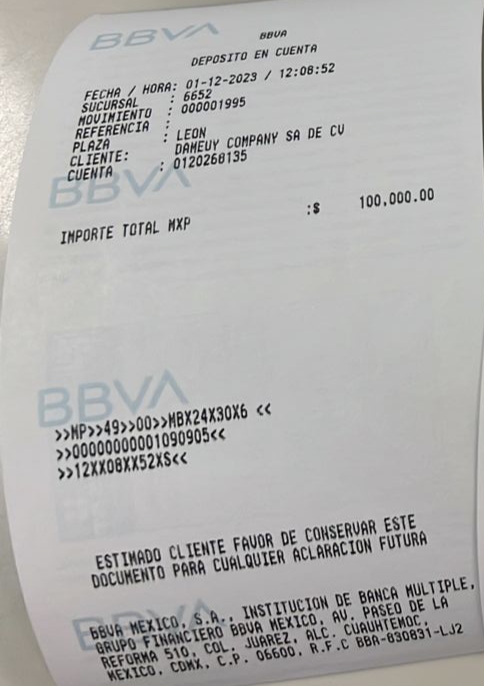 BBVA
BBVA
DEPOSITO EN CUENTA
FECHA / HORA: 01-12-2023 / 12:08:52
SUCURSAL : 6652
MOVIMIENTO : 000001995
REFERENCIA :
PLAZA : LEON
CLIENTE: DAMEUY COMPANY SA DE CV
CUENTA : 0120268135
BBVA
IMPORTE TOTAL MXP :$ 100,000.00
BBVA
>>MP>>49>>00>>MBX24X30X6 <<
>>00000000001090905<<
>>12XX08XX52XS<<
ESTIMADO CLIENTE FAVOR DE CONSERVAR ESTE
DOCUMENTO PARA CUALQUIER ACLARACION FUTURA
BBVA
BBVA MEXICO, S.A., INSTITUCION DE BANCA MULTIPLE,
GRUPO FINANCIERO BBVA MEXICO, AV. PASEO DE LA
REFORMA 510, COL. JUAREZ, ALC. CUAUHTEMOC,
MEXICO, CDMX, C.P. 06600, R.F.C BBA-830831-LJ2